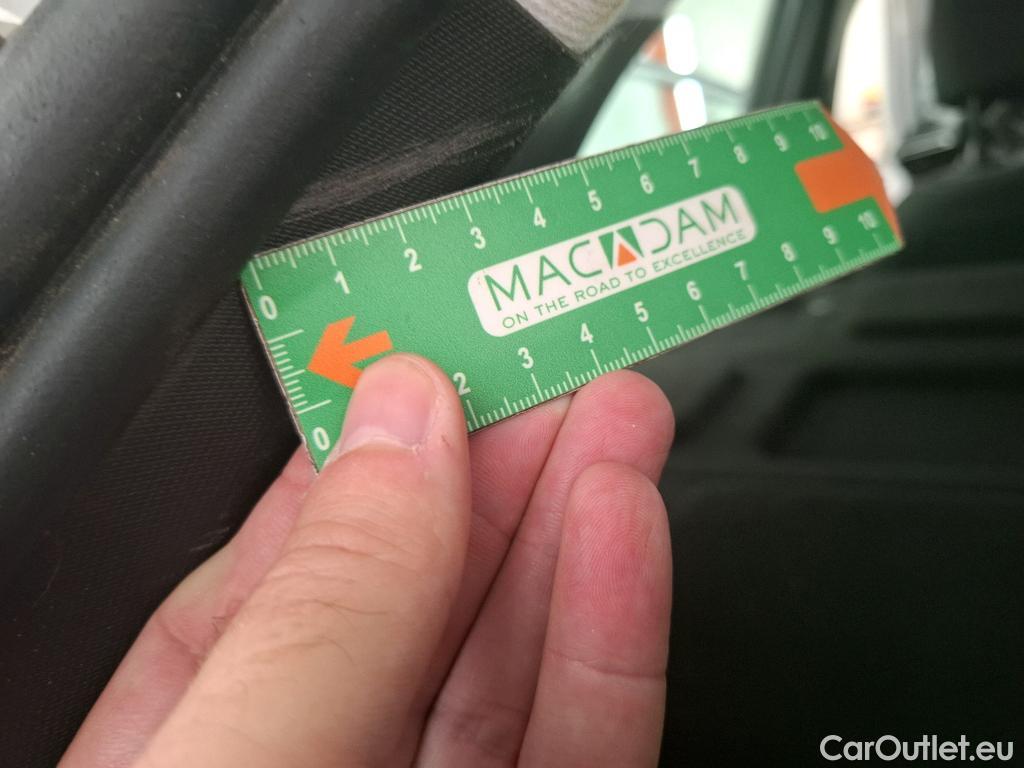 0 1 2 3 4 5 6 7 8 9 10
MACADAM
ON THE ROAD TO EXCELLENCE
0 2 3 4 5 6 7 8 9 10
CarOutlet.eu